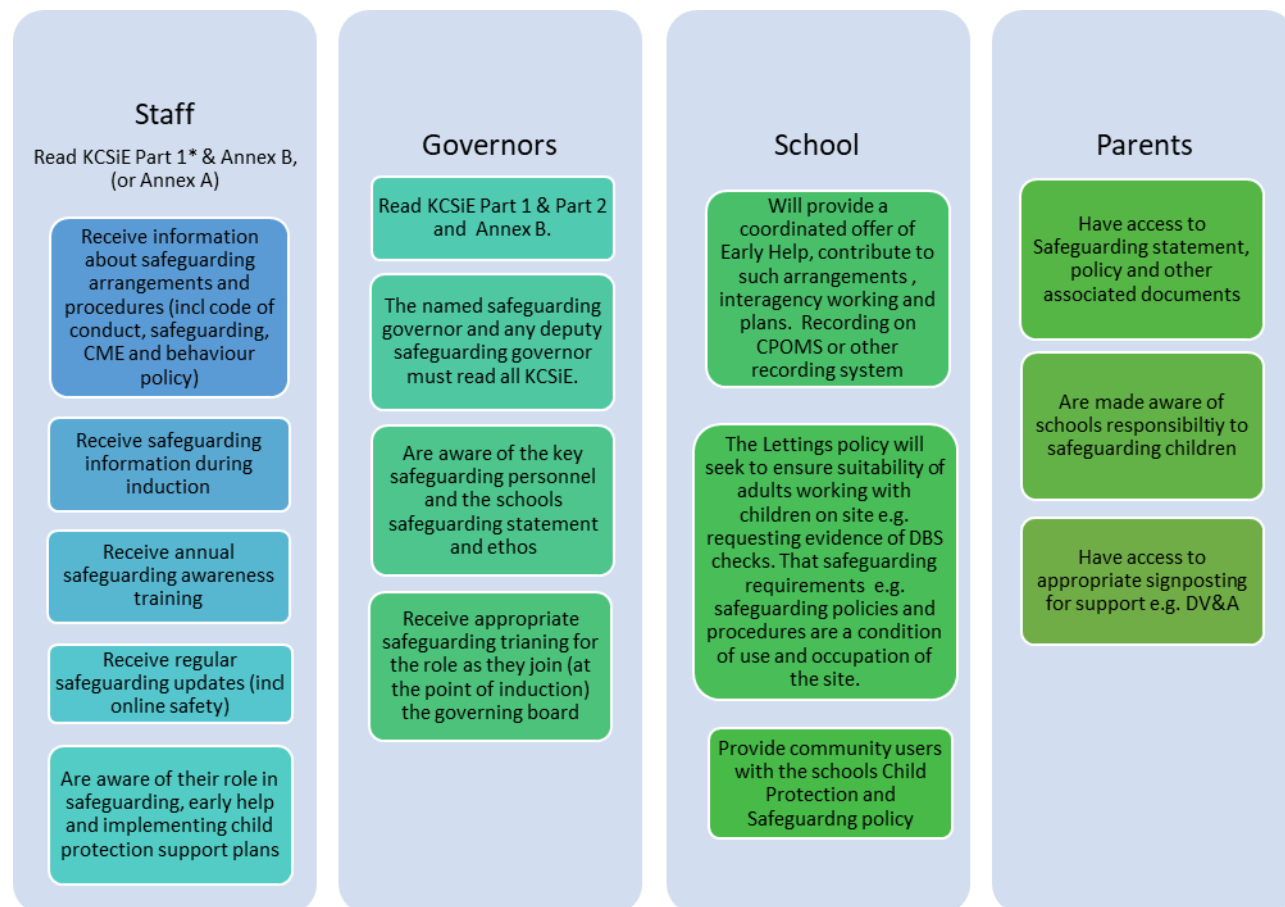 Staff
Read KCSiE Part 1* & Annex B,
(or Annex A)
Receive information
about safeguarding
arrangements and
procedures (incl code of
conduct, safeguarding,
CME and behaviour
policy)
Receive safeguarding
information during
induction
Receive annual
safeguarding awareness
training
Receive regular
safeguarding updates (incl
online safety)
Are aware of their role in
safeguarding, early help
and implementing child
protection support plans
Governors
Read KCSiE Part 1 & Part 2
and Annex B.
The named safeguarding
governor and any deputy
safeguarding governor
must read all KCSiE.
Are aware of the key
safeguarding personnel
and the schools
safeguarding statement
and ethos
Receive appropriate
safeguarding trianing for
the role as they join (at
the point of induction)
the governing board
School
Will provide a
coordinated offer of
Early Help, contribute to
such arrangements ,
interagency working and
plans. Recording on
CPOMS or other
recording system
The Lettings policy will
seek to ensure suitability of
adults working with
children on site e.g.
requesting evidence of DBS
checks. That safeguarding
requirements e.g.
safeguarding policies and
procedures are a condition
of use and occupation of
the site.
Provide community users
with the schools Child
Protection and
Safeguardng policy
Parents
Have access to
Safeguarding statement,
policy and other
associated documents
Are made aware of
schools responsibiltiy to
safeguarding children
Have access to
appropriate signposting
for support e.g. DV&A